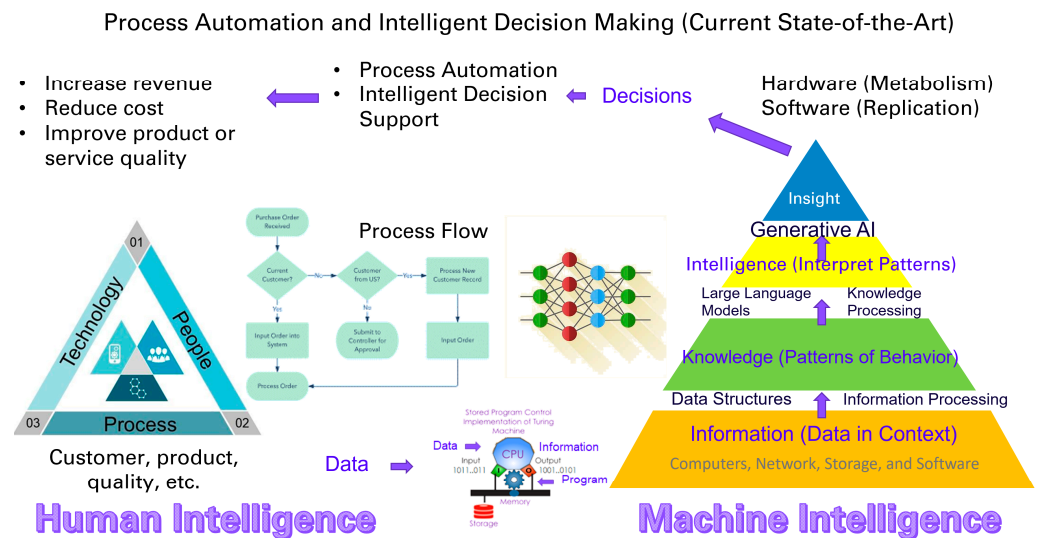 Process Automation and Intelligent Decision Making (Current State-of-the-Art)
• Increase revenue
• Reduce cost
• Improve product or
service quality
• Process Automation
• Intelligent Decision
Support
Decisions
Hardware (Metabolism)
Software (Replication)
01
Technology
People
03
Process
02
Customer, product,
quality, etc.
Human Intelligence
Process Flow
Purchase Order
Received
Current
Customer?
No
Customer
from US?
Yes
Process New
Customer Record
Yes
No
Input Order into
System
Submit to
Controller for
Approval
Input Order
Process Order
Data
Stored Program Control
Implementation of Turing
Machine
Data
Information
CPU
Input
Output
1011..011
1001..0101
I
O
Program
Memory
Storage
Insight
Generative AI
Intelligence (Interpret Patterns)
Large Language
Models
Knowledge
Processing
Knowledge (Patterns of Behavior)
Data Structures
Information Processing
Information (Data in Context)
Computers, Network, Storage, and Software
Machine Intelligence